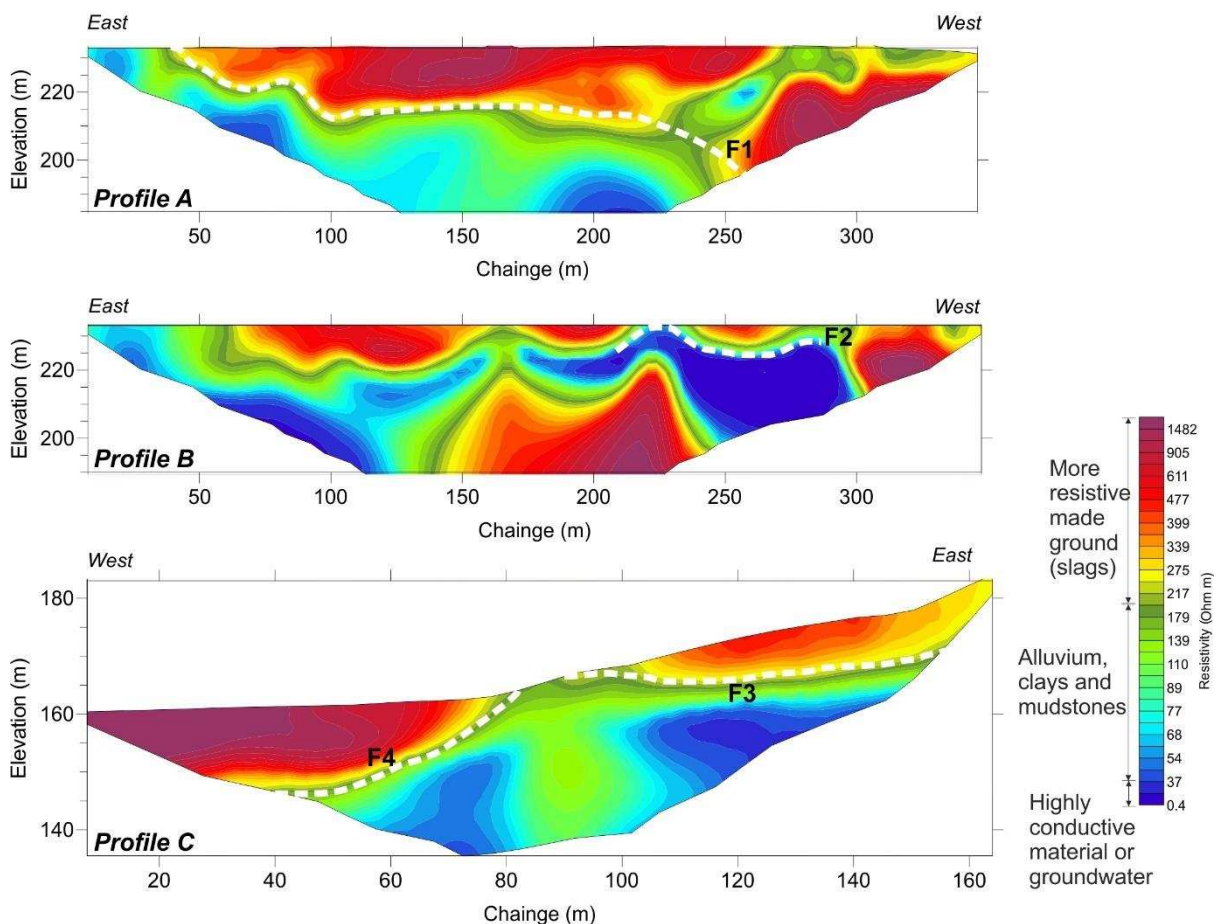 East
West
Elevation (m)
220
200
F1
Profile A
50
100
150
200
250
300
Chainge (m)
East
West
Elevation (m)
220
200
F2
Profile B
50
100
150
200
250
300
Chainge (m)
West
East
Elevation (m)
180
160
140
F3
F4
Profile C
20
40
60
80
100
120
140
160
Chainge (m)
More
resistive
made
ground
(slags)
Alluvium,
clays and
mudstones
Highly
conductive
material or
groundwater
1482
905
611
477
399
339
275
217
179
139
110
89
77
68
54
37
0.4
Resistivity (Ohm m)